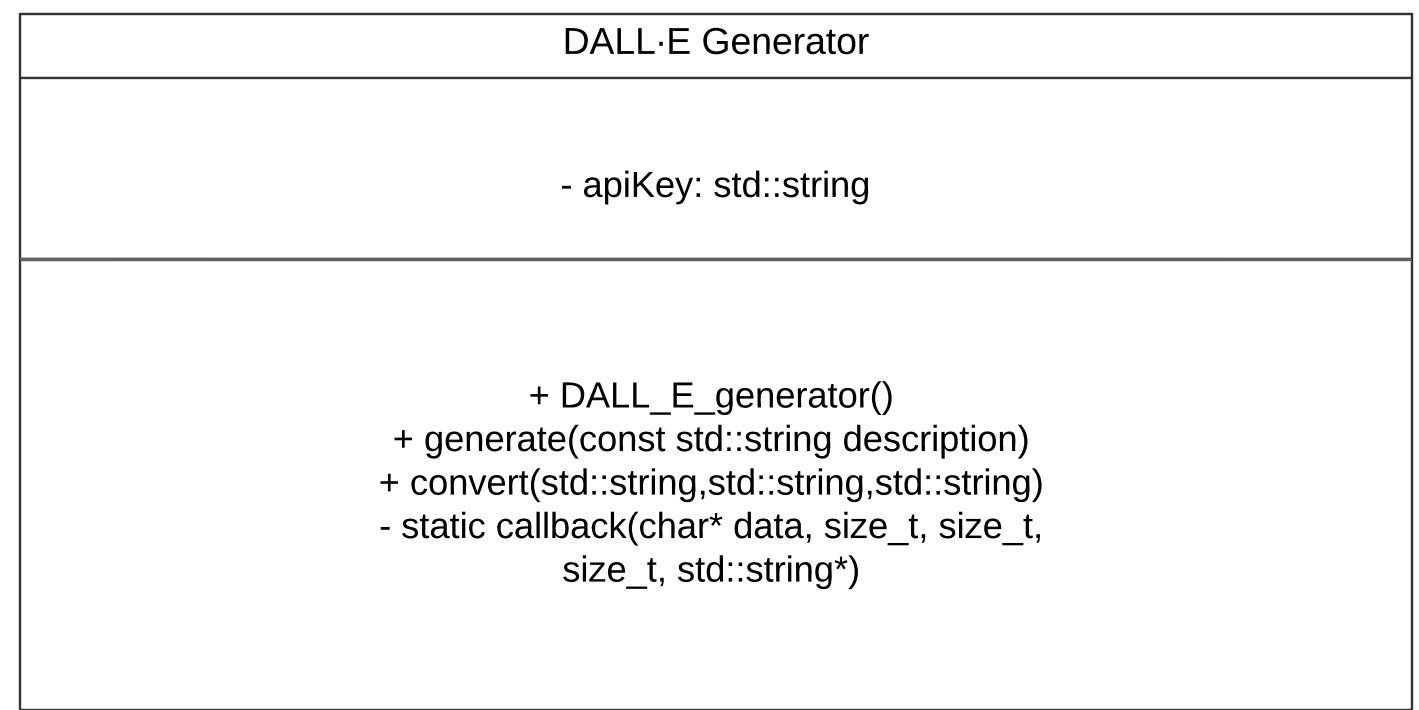 DALL·E Generator
- apiKey: std::string
+ DALL_E_generator()
+ generate(const std::string description)
+ convert(std::string,std::string,std::string)
- static callback(char* data, size_t, size_t,
size_t, std::string*)